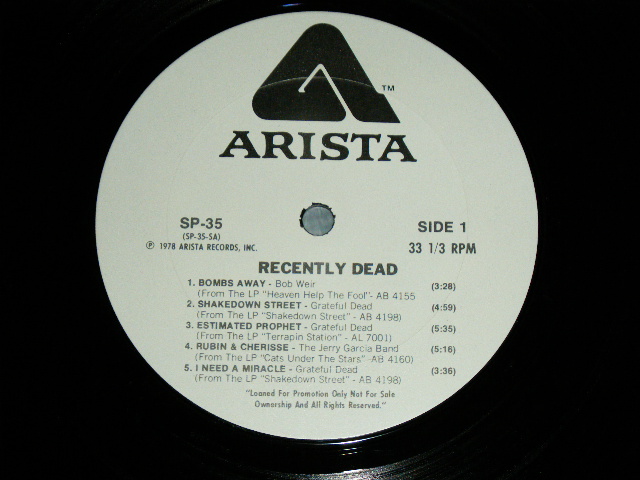 TM
ARISTA
SP-35
(SP-35-SA)
℗ 1978 ARISTA RECORDS, INC.
SIDE 1
33 1/3 RPM
RECENTLY DEAD
1. BOMBS AWAY - Bob Weir (3:28)
(From The LP "Heaven Help The Fool"- AB 4155
2. SHAKEDOWN STREET - Grateful Dead (4:59)
(From The LP "Shakedown Street" - AB 4198)
3. ESTIMATED PROPHET - Grateful Dead (5:35)
(From The LP "Terrapin Station" - AL 7001)
4. RUBIN & CHERISSE - The Jerry Garcia Band (5:16)
(From The LP "Cats Under The Stars" -AB 4160)
5. I NEED A MIRACLE - Grateful Dead (3:36)
(From The LP "Shakedown Street" - AB 4198)
"Loaned For Promotion Only Not For Sale
Ownership And All Rights Reserved."